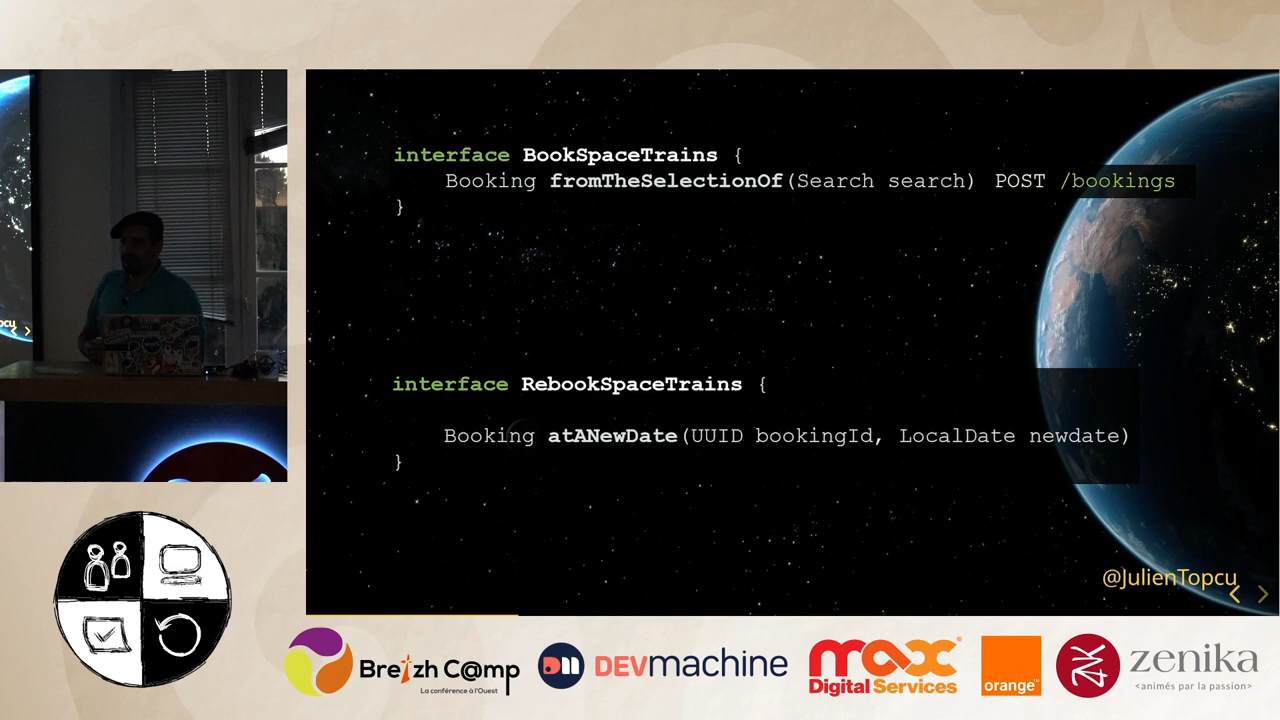 interface BookSpaceTrains {
Booking fromTheSelectionOf(Search search) POST /bookings
}
interface RebookSpaceTrains {
Booking atANewDate(UUID bookingId, LocalDate newdate)
}
@JulienTopcu
Breizh C@mp
La conférence à l'Ouest
DEVmachine
max
Digital Services
orange
zenika
<animés par la passion>